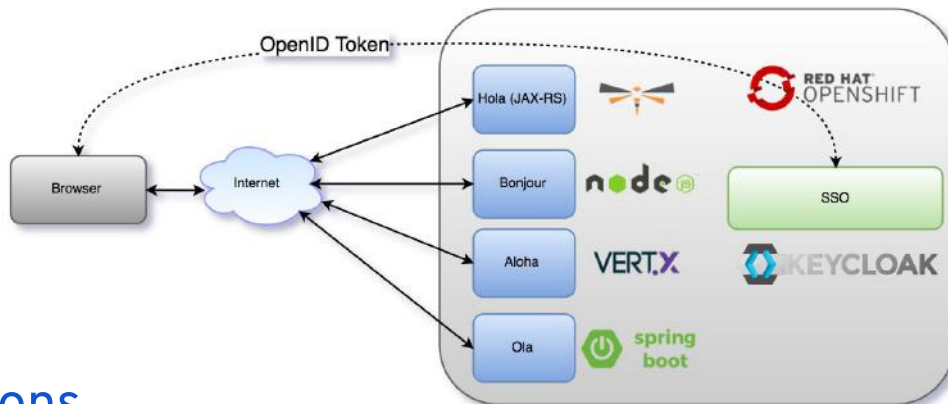 OpenID Token
Hola (JAX-RS)
RED HAT
OPENSHIFT
Browser
Internet
Bonjour
node
JS
SSO
Aloha
VERT.X
KEYCLOAK
Ola
spring
boot
ons